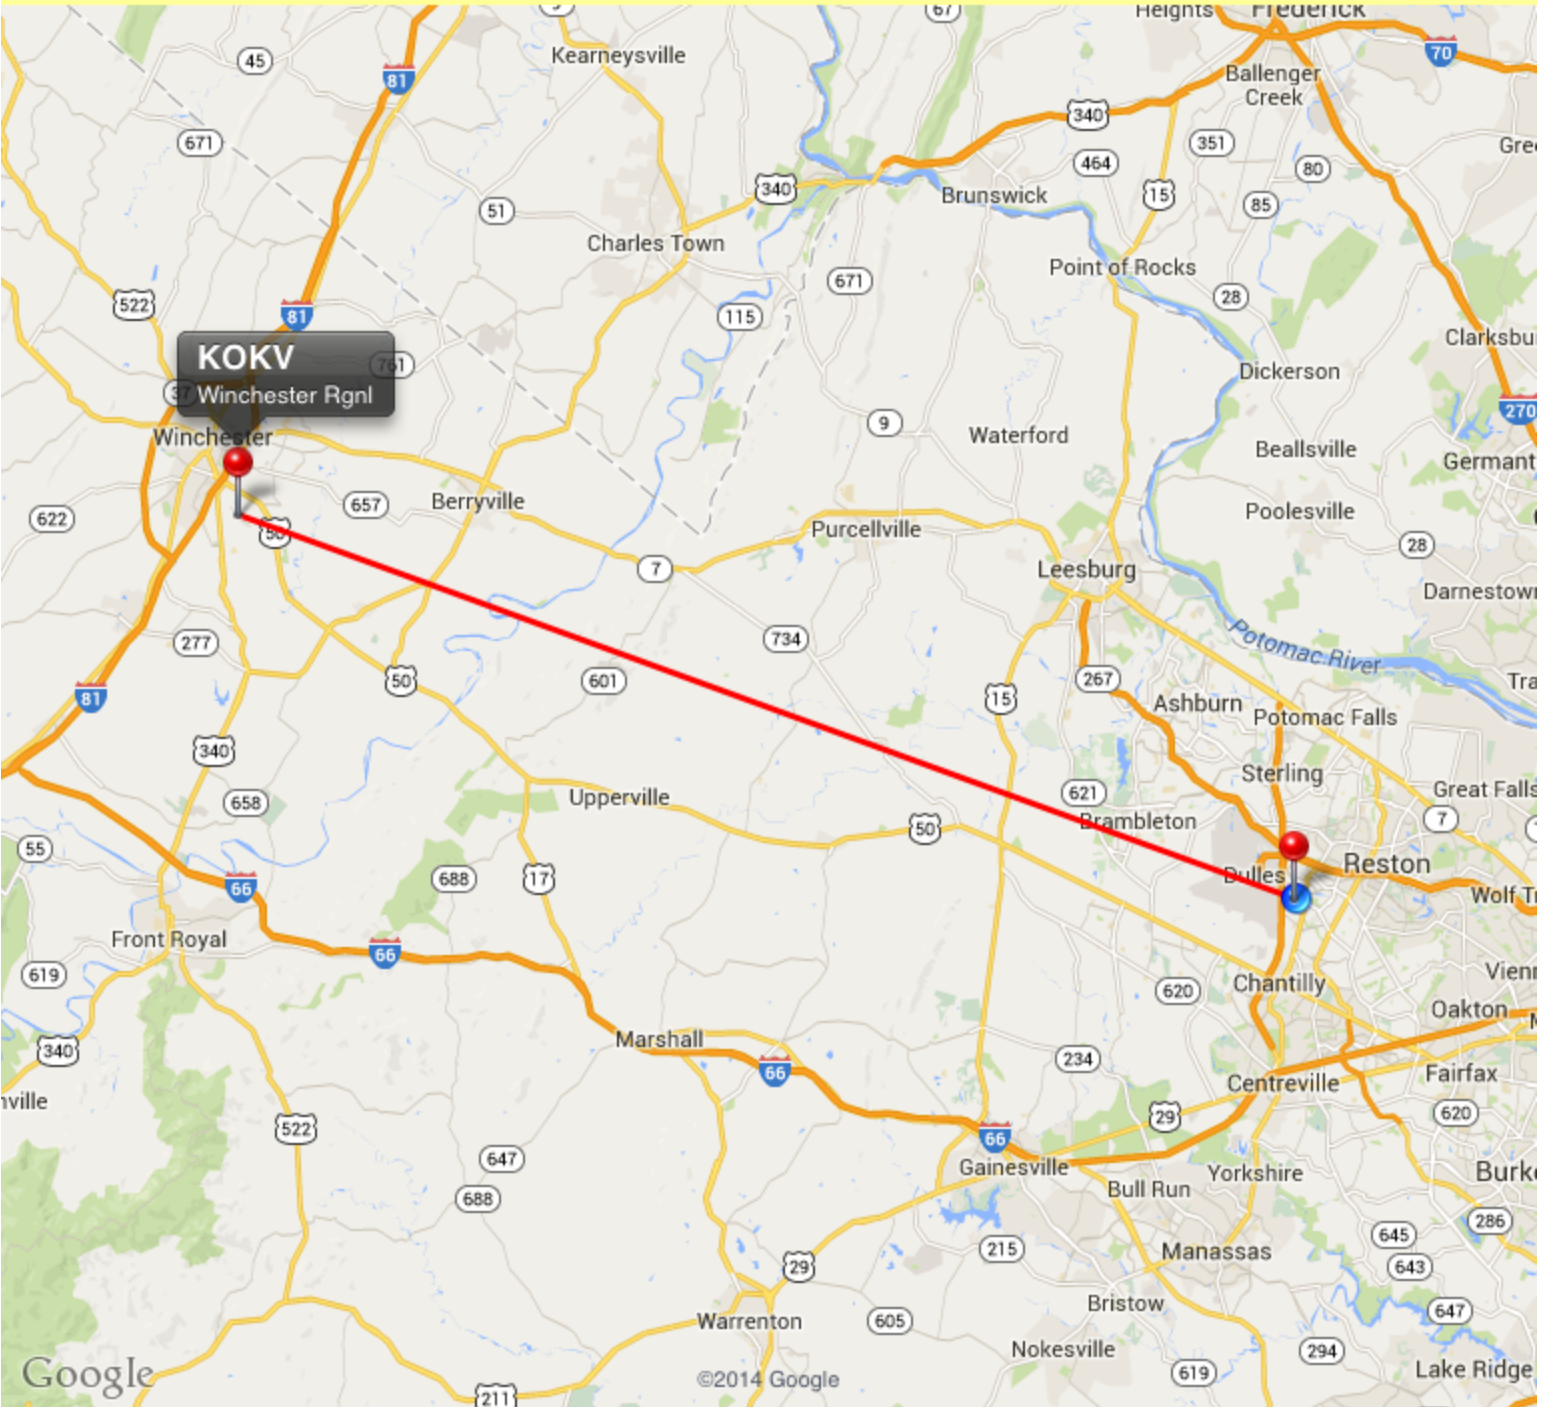 Heights
Frederick
67
Kearneysville
45
81
70
Ballenger
Creek
340
671
351
464
80
Gree
340
Brunswick
15
85
51
Charles Town
Point of Rocks
671
28
522
115
81
Clarksbu
KOKV
Winchester Rgnl
761
37
Dickerson
270
9
Waterford
Winchester
Beallsville
Germant
657
Berryville
622
50
Purcellville
Poolesville
28
7
Leesburg
Darnestown
277
734
Potomac River
50
601
267
Tra
81
15
Ashburn
Potomac Falls
340
Sterling
658
Upperville
621
Great Falls
Brambleton
50
7
55
Reston
Dulles
688
17
66
Wolf Tr
Front Royal
66
619
Vienn
Chantilly
620
Oakton
Marshall
340
234
66
Fairfax
Centreville
nville
29
620
522
66
647
Gainesville
Yorkshire
Burke
Bull Run
688
286
645
215
Manassas
643
29
Bristow
647
Warrenton
605
Nokesville
294
619
Lake Ridge
Google
©2014 Google
211